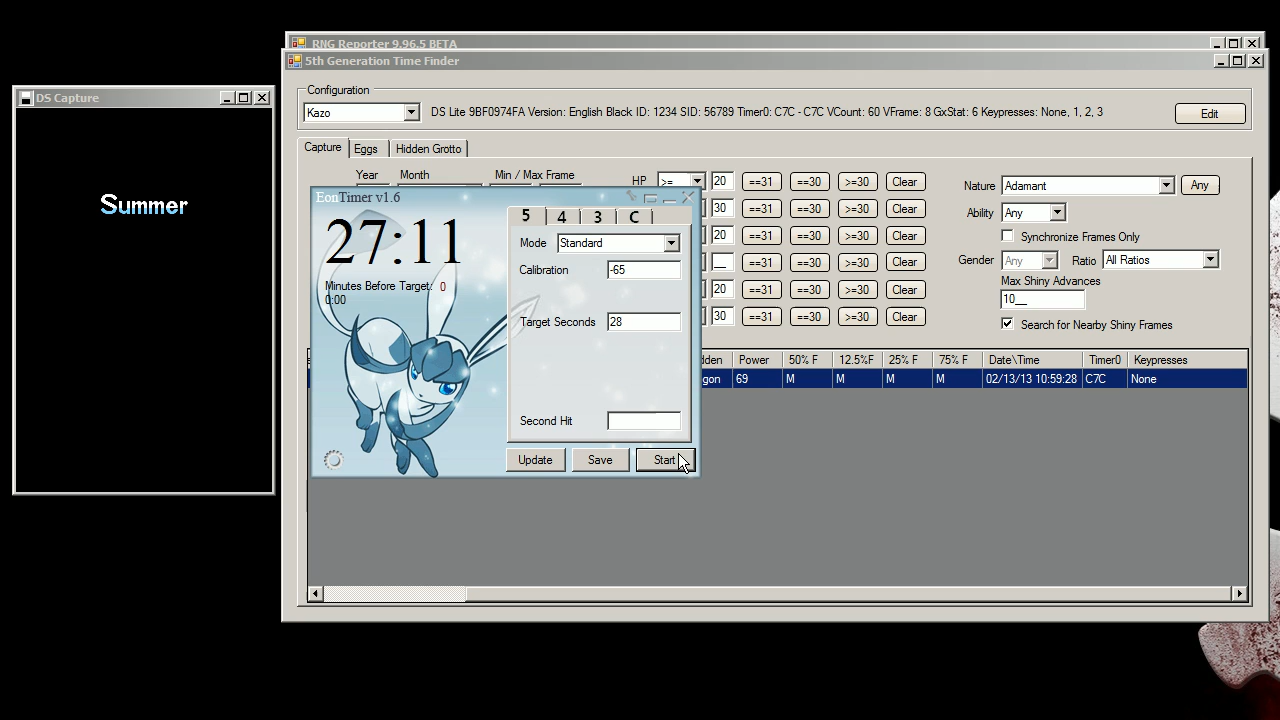 RNG Reporter 9.96.5 BETA
5th Generation Time Finder
DS Capture
Summer
Configuration
Kazo
DS Lite 9BF0974FA Version: English Black ID: 1234 SID: 56789 Timer0: C7C - C7C VCount: 60 VFrame: 8 GxStat: 6 Keypresses: None, 1, 2, 3
Edit
Capture Eggs Hidden Grotto
Year Month Min / Max Frame
HP >= 20 ==31 ==30 >=30 Clear
30 ==31 ==30 >=30 Clear
20 ==31 ==30 >=30 Clear
__ ==31 ==30 >=30 Clear
20 ==31 ==30 >=30 Clear
30 ==31 ==30 >=30 Clear
Nature Adamant Any
Ability Any
Synchronize Frames Only
Gender Any Ratio All Ratios
Max Shiny Advances
10__
Search for Nearby Shiny Frames
EonTimer v1.6
27:11
Minutes Before Target: 0
0:00
5 4 3 C
Mode Standard
Calibration -65
Target Seconds 28
Second Hit
Update Save Start
dden Power 50% F 12.5%F 25% F 75% F Date\Time Timer0 Keypresses
gon 69 M M M M 02/13/13 10:59:28 C7C None